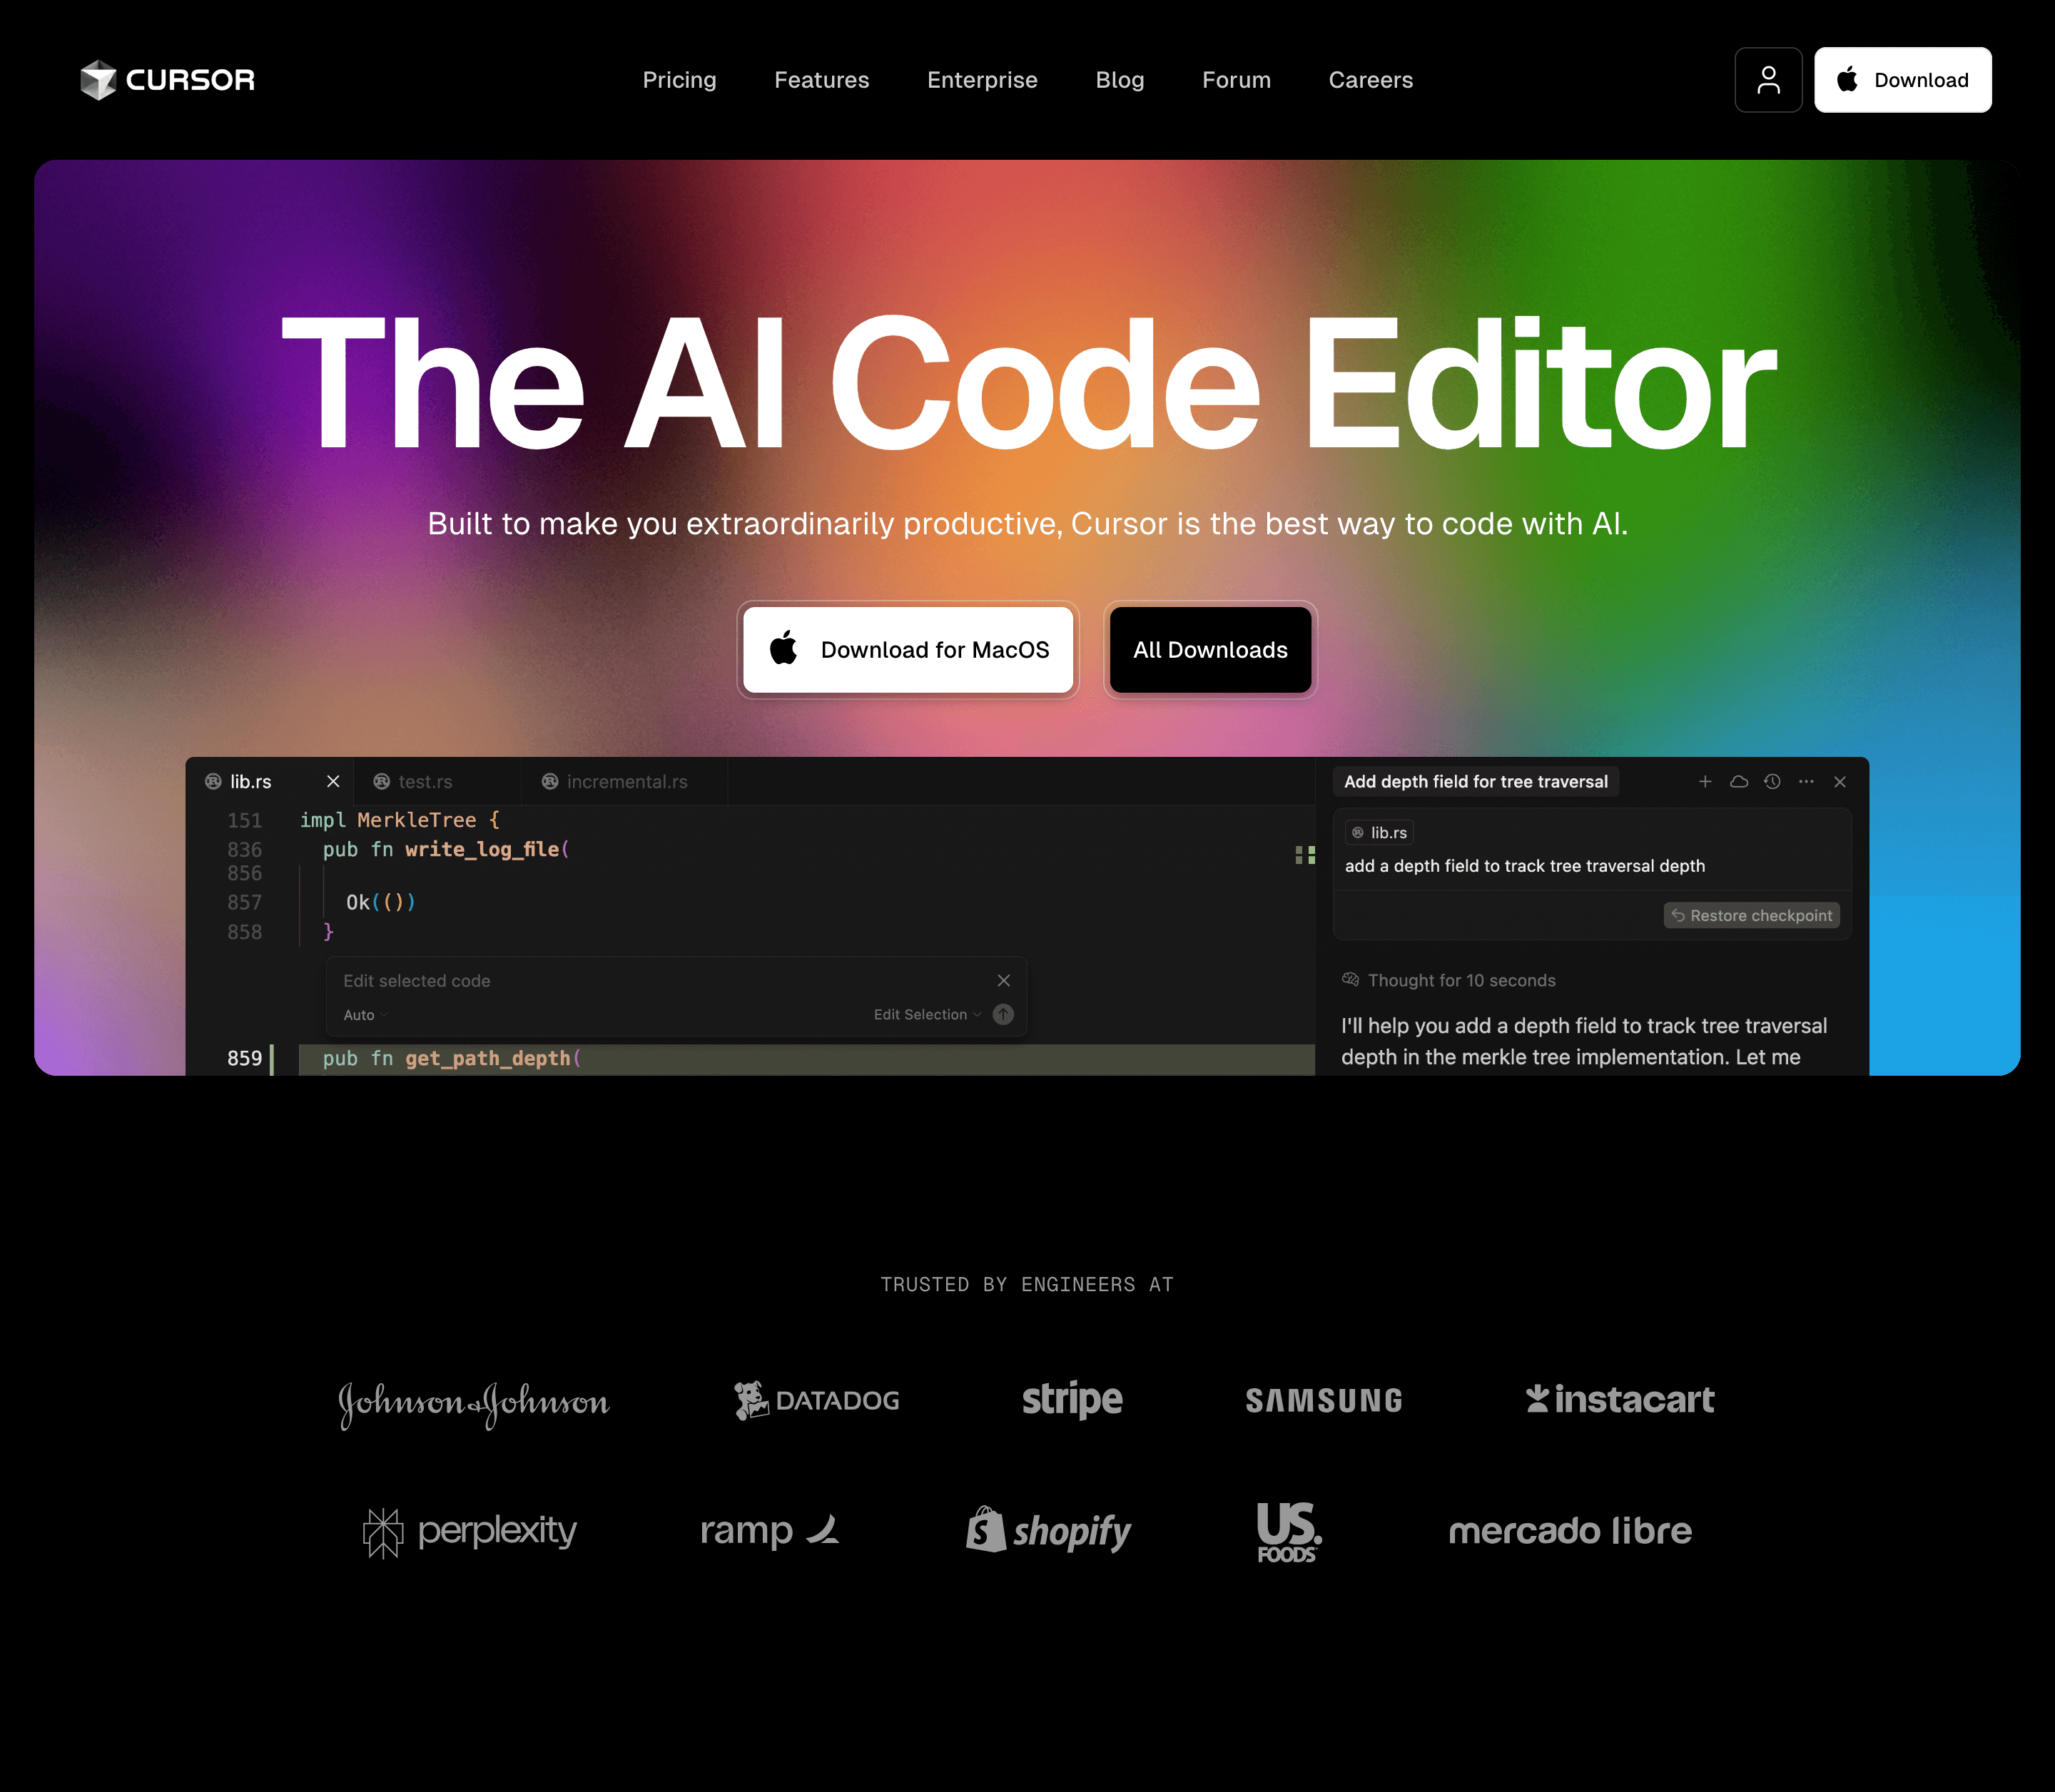 CURSOR
Pricing Features Enterprise Blog Forum Careers
Download
The AI Code Editor
Built to make you extraordinarily productive, Cursor is the best way to code with AI.
Download for MacOS
All Downloads
lib.rs
test.rs
incremental.rs
151 impl MerkleTree {
836 pub fn write_log_file(
856
857 Ok(())
858 }
Edit selected code
Auto
Edit Selection
859 pub fn get_path_depth(
Add depth field for tree traversal
lib.rs
add a depth field to track tree traversal depth
Restore checkpoint
Thought for 10 seconds
I'll help you add a depth field to track tree traversal
depth in the merkle tree implementation. Let me
TRUSTED BY ENGINEERS AT
Johnson&Johnson
DATADOG
stripe
SAMSUNG
instacart
perplexity
ramp
shopify
US.
FOODS
mercado libre